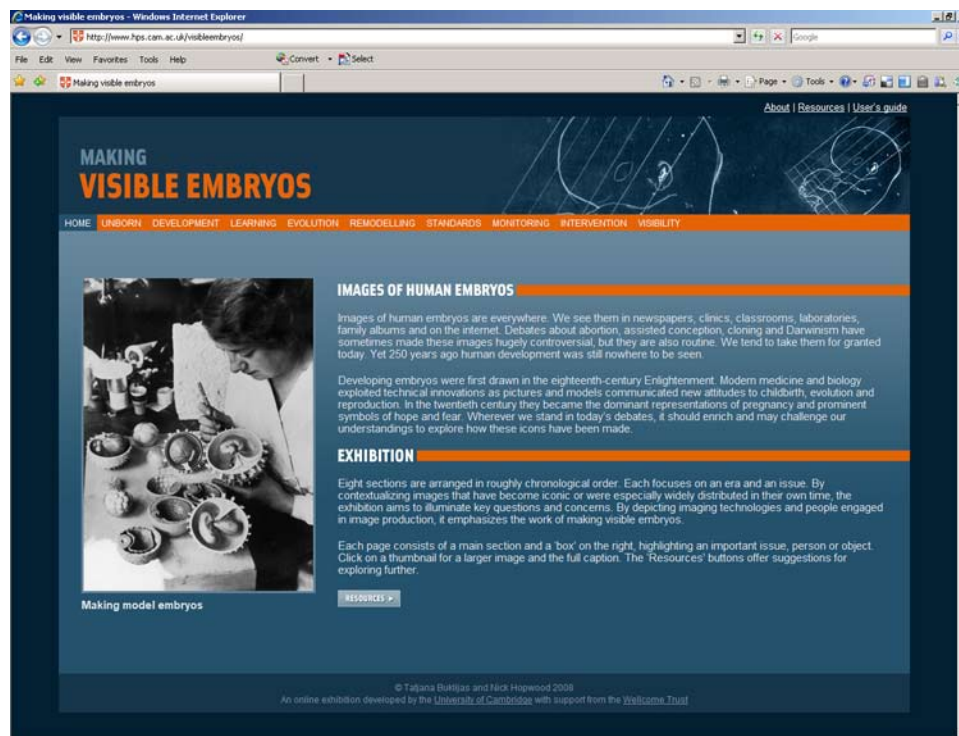 Making visible embryos - Windows Internet Explorer
http://www.hps.cam.ac.uk/visibleembryos/
Google
File Edit View Favorites Tools Help
Convert
Select
Making visible embryos
Page
Tools
About | Resources | User's guide
MAKING
VISIBLE EMBRYOS
HOME UNBORN DEVELOPMENT LEARNING EVOLUTION REMODELLING STANDARDS MONITORING INTERVENTION VISIBILITY
IMAGES OF HUMAN EMBRYOS
Images of human embryos are everywhere. We see them in newspapers, clinics, classrooms, laboratories,
family albums and on the internet. Debates about abortion, assisted conception, cloning and Darwinism have
sometimes made these images hugely controversial, but they are also routine. We tend to take them for granted
today. Yet 250 years ago human development was still nowhere to be seen.
Developing embryos were first drawn in the eighteenth-century Enlightenment. Modern medicine and biology
exploited technical innovations as pictures and models communicated new attitudes to childbirth, evolution and
reproduction. In the twentieth century they became the dominant representations of pregnancy and prominent
symbols of hope and fear. Wherever we stand in today's debates, it should enrich and may challenge our
understandings to explore how these icons have been made.
EXHIBITION
Eight sections are arranged in roughly chronological order. Each focuses on an era and an issue. By
contextualizing images that have become iconic or were especially widely distributed in their own time, the
exhibition aims to illuminate key questions and concerns. By depicting imaging technologies and people engaged
in image production, it emphasizes the work of making visible embryos.
Each page consists of a main section and a 'box' on the right, highlighting an important issue, person or object.
Click on a thumbnail for a larger image and the full caption. The 'Resources' buttons offer suggestions for
exploring further.
RESOURCES
Making model embryos
© Tatjana Buklijas and Nick Hopwood 2008
An online exhibition developed by the University of Cambridge with support from the Wellcome Trust